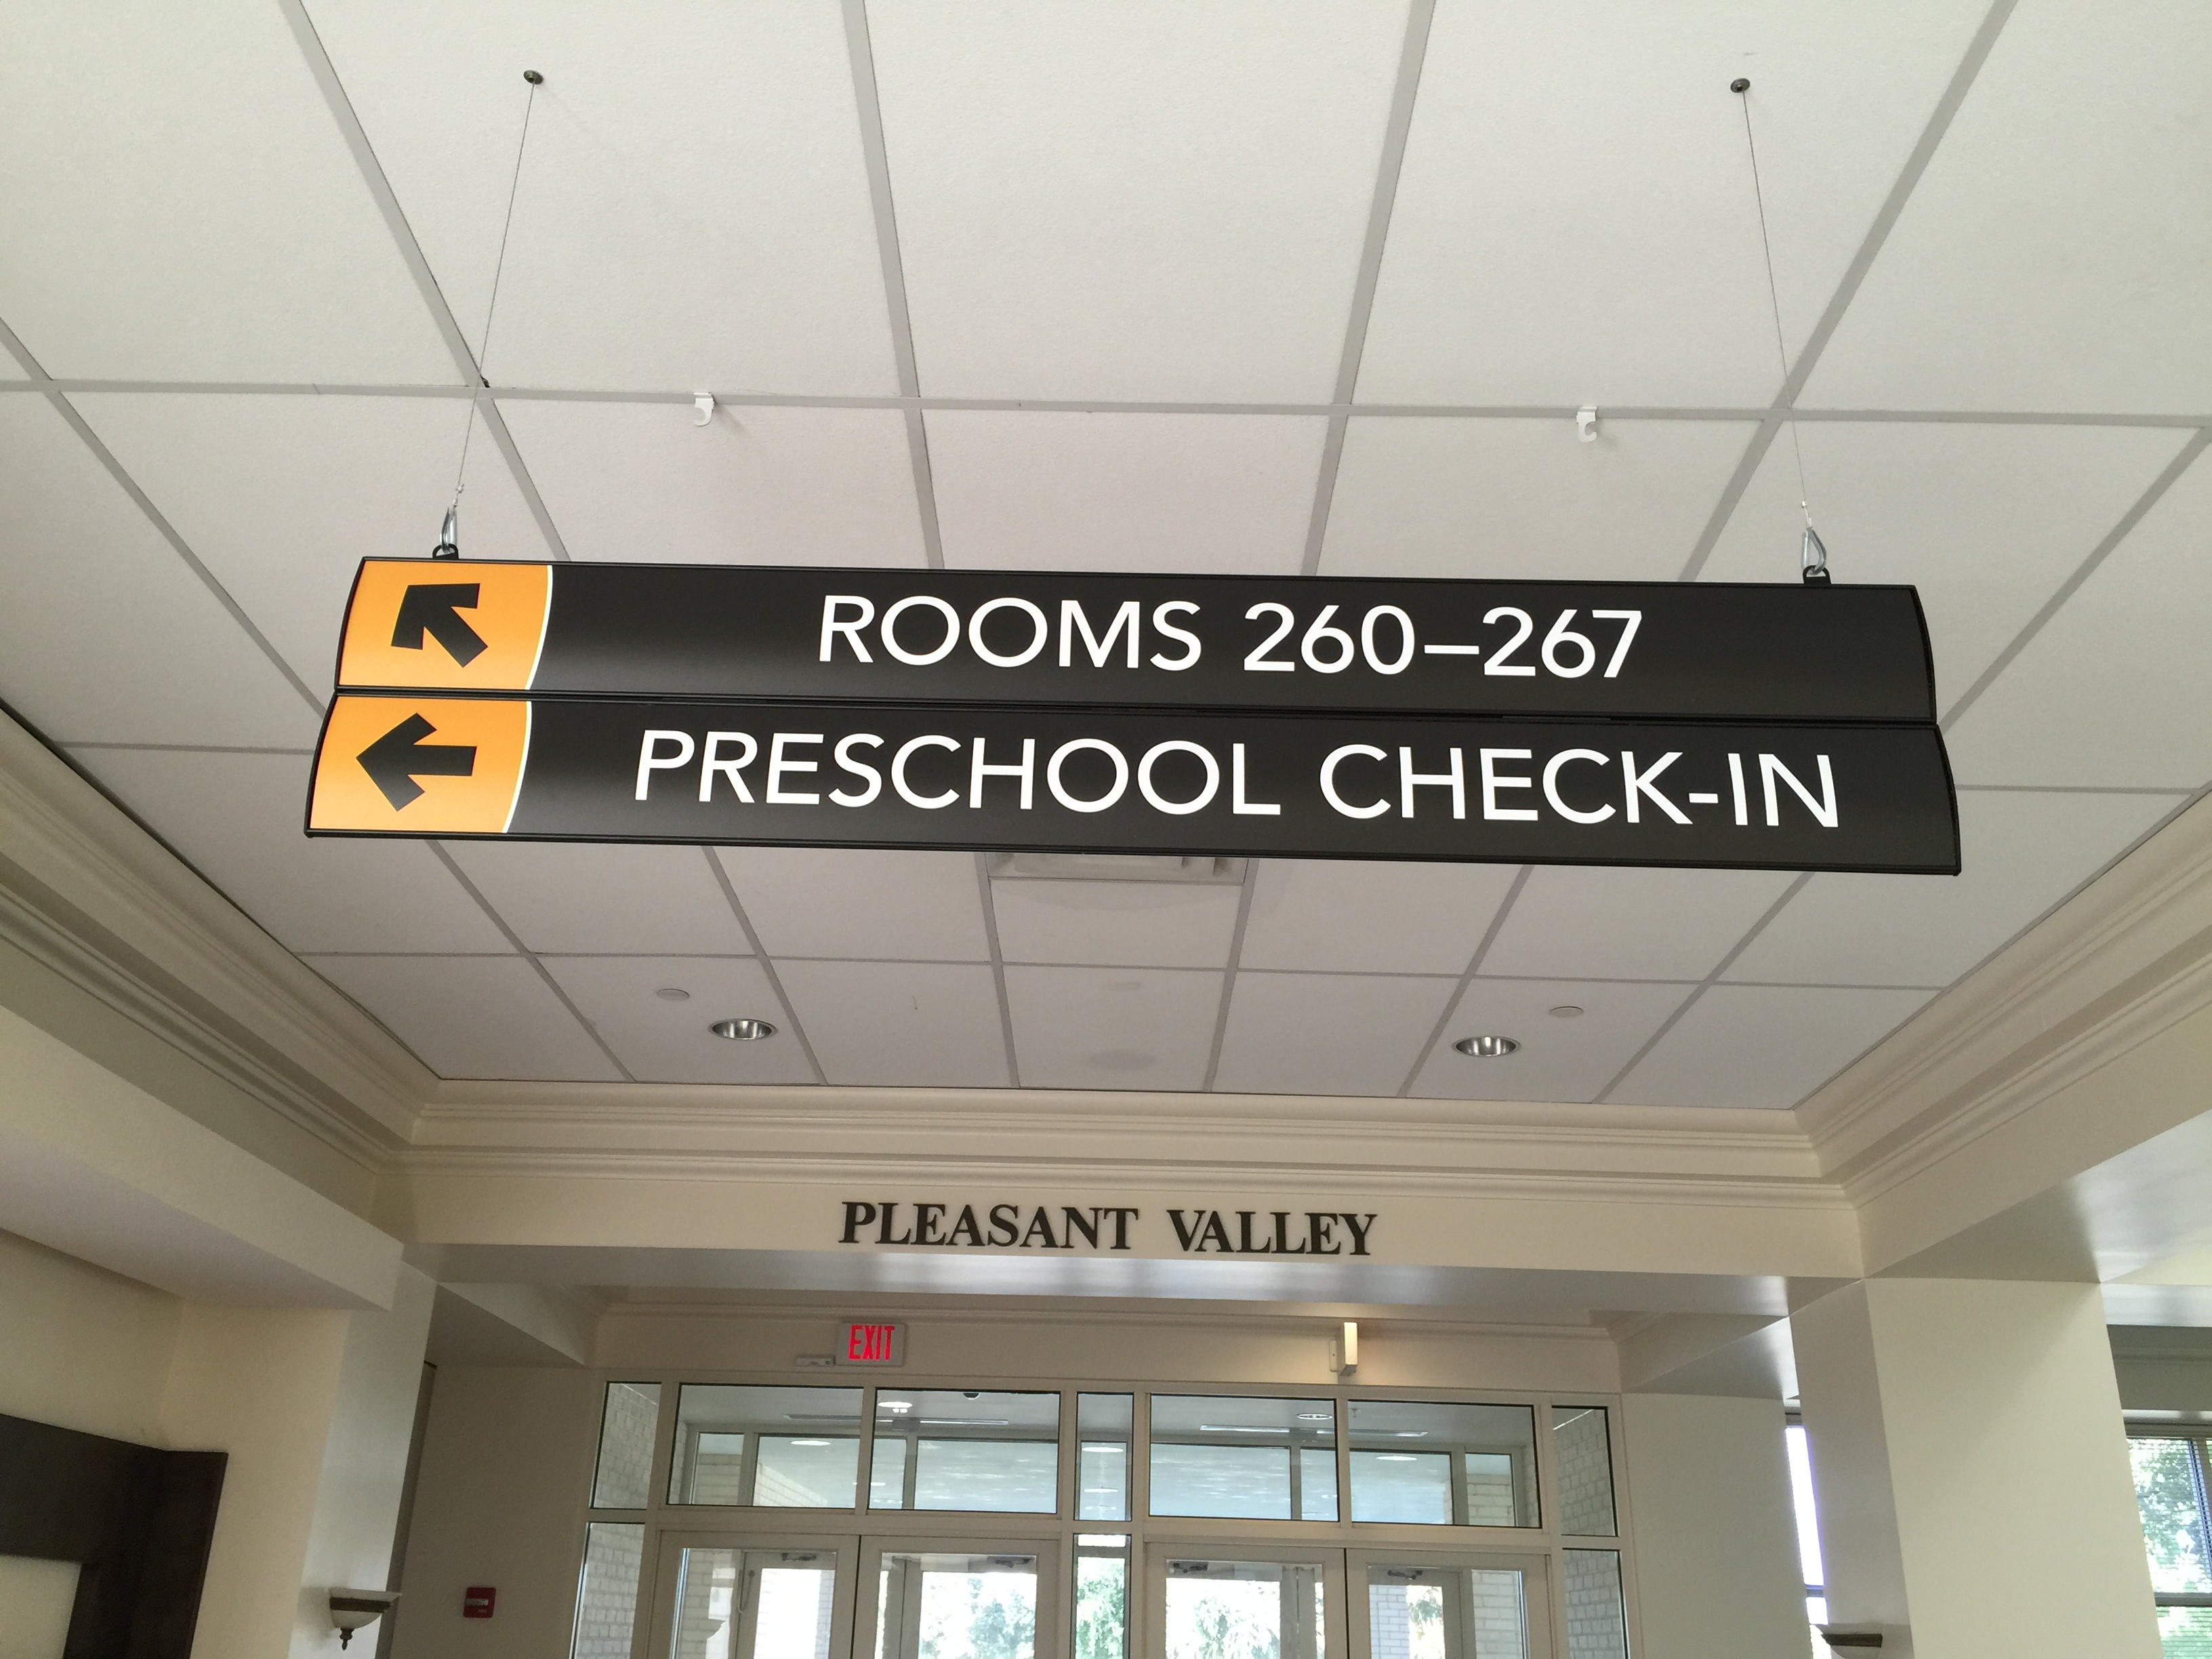 ROOMS 260–267
PRESCHOOL CHECK-IN
PLEASANT VALLEY
EXIT